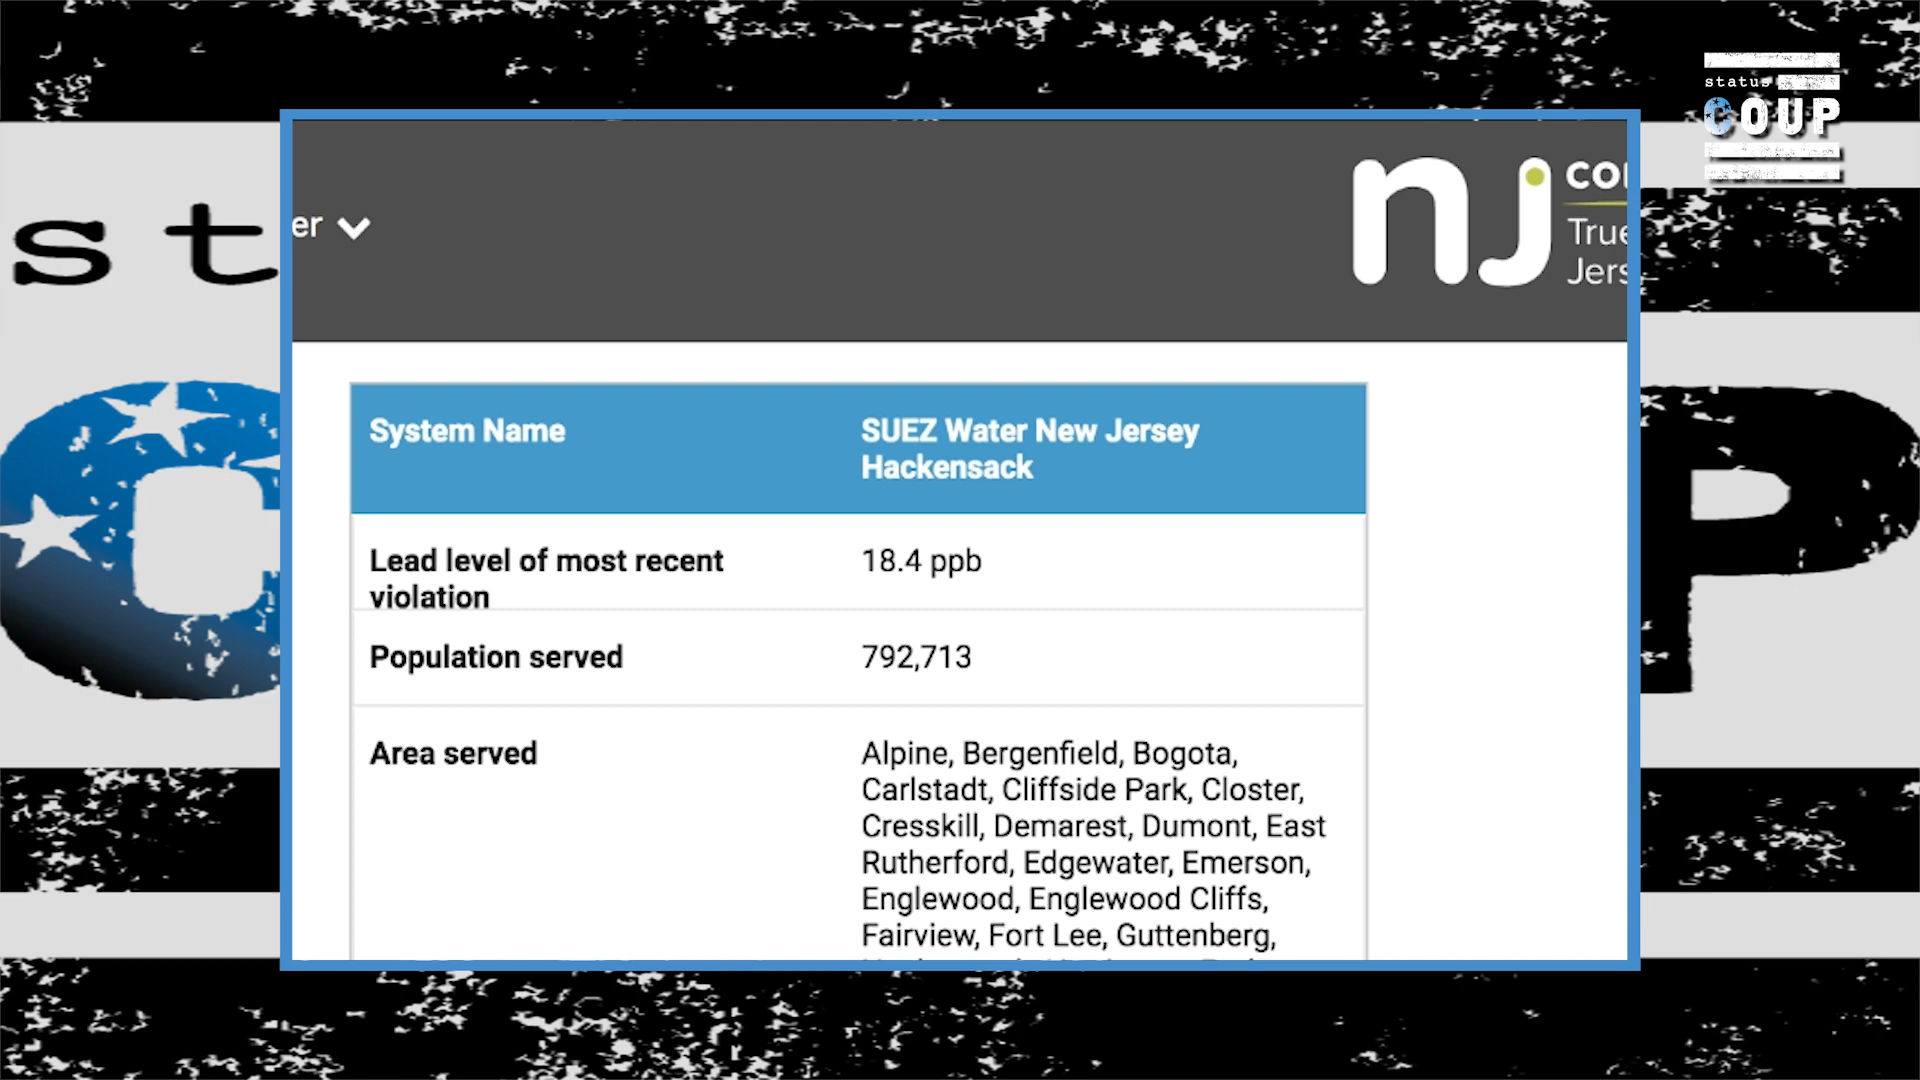 status
COUP
st
er
nj
True
Jers
System Name
SUEZ Water New Jersey
Hackensack
Lead level of most recent
violation
18.4 ppb
Population served
792,713
Area served
Alpine, Bergenfield, Bogota,
Carlstadt, Cliffside Park, Closter,
Cresskill, Demarest, Dumont, East
Rutherford, Edgewater, Emerson,
Englewood, Englewood Cliffs,
Fairview, Fort Lee, Guttenberg,
C
P